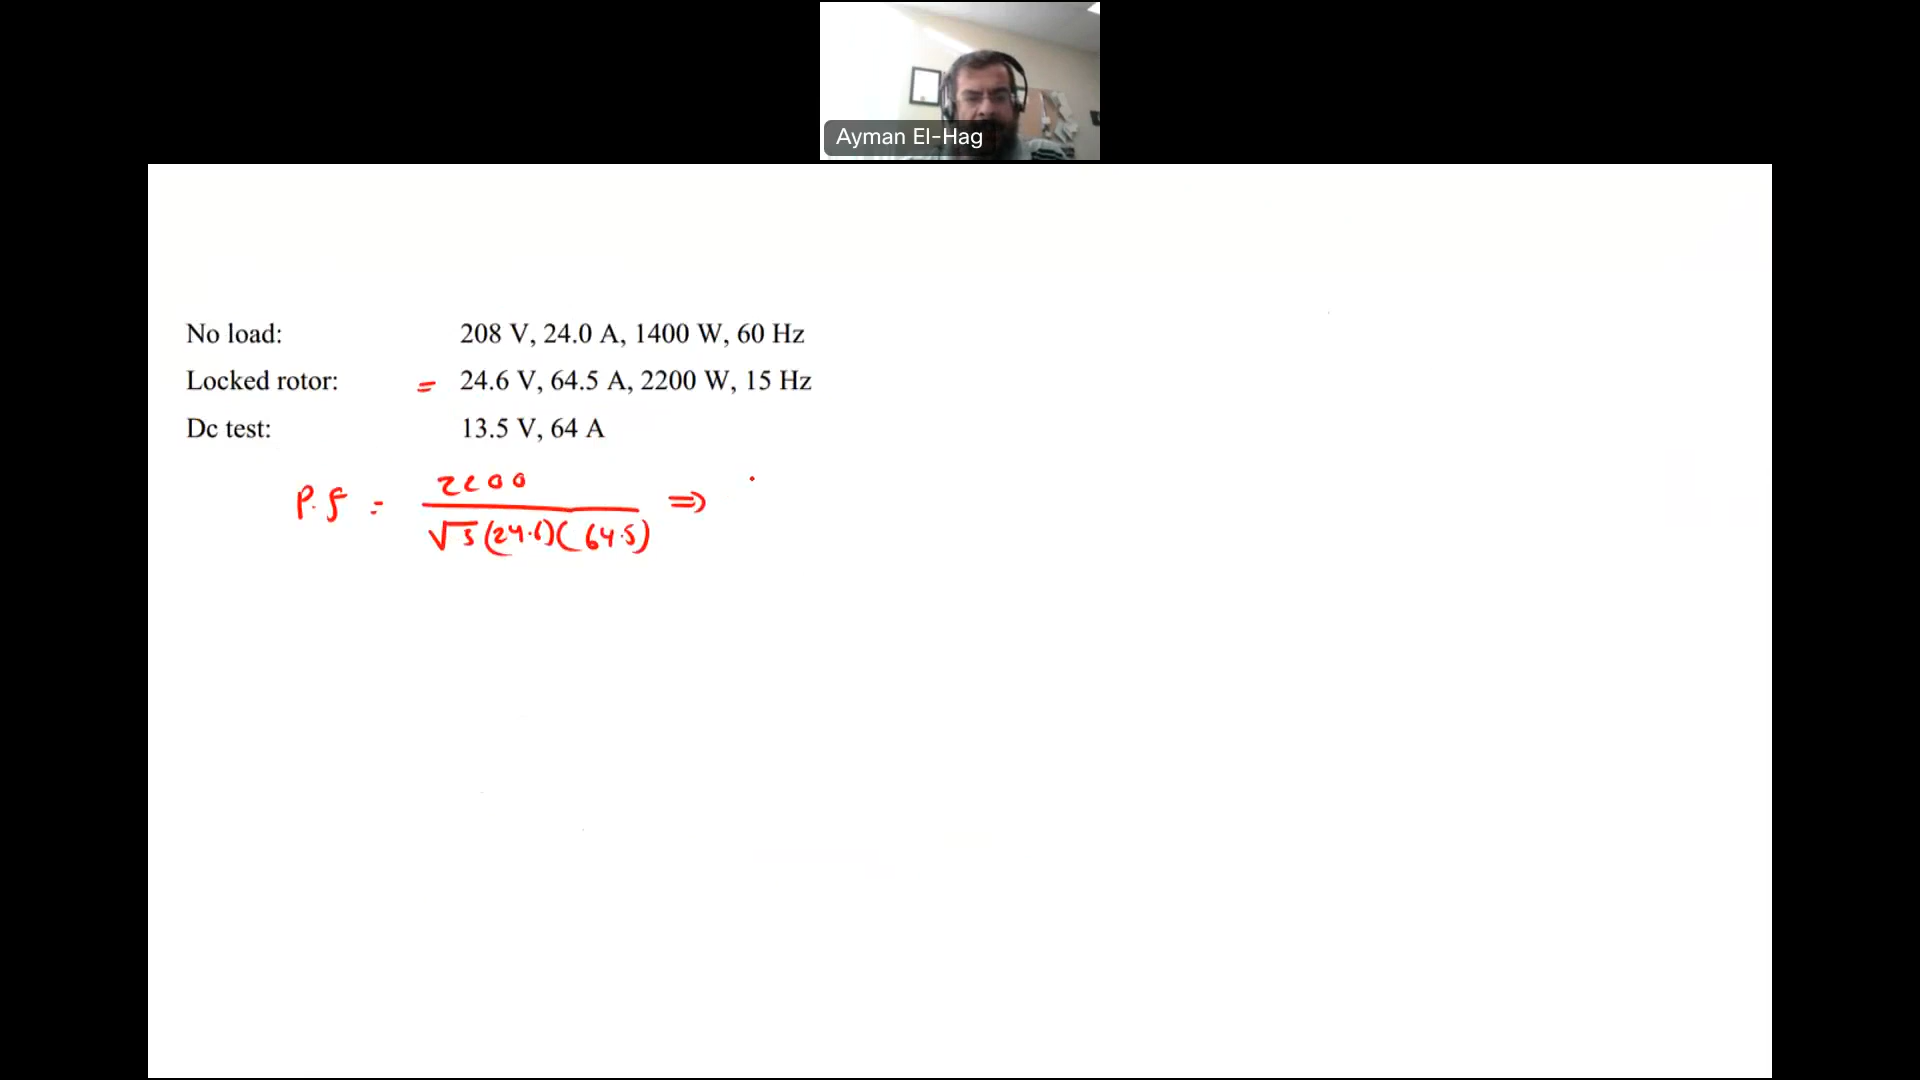 Ayman El-Hag
No load: 208 V, 24.0 A, 1400 W, 60 Hz
Locked rotor: = 24.6 V, 64.5 A, 2200 W, 15 Hz
Dc test: 13.5 V, 64 A
2200
P.f = ⇒
√3(24.6)(64.5)